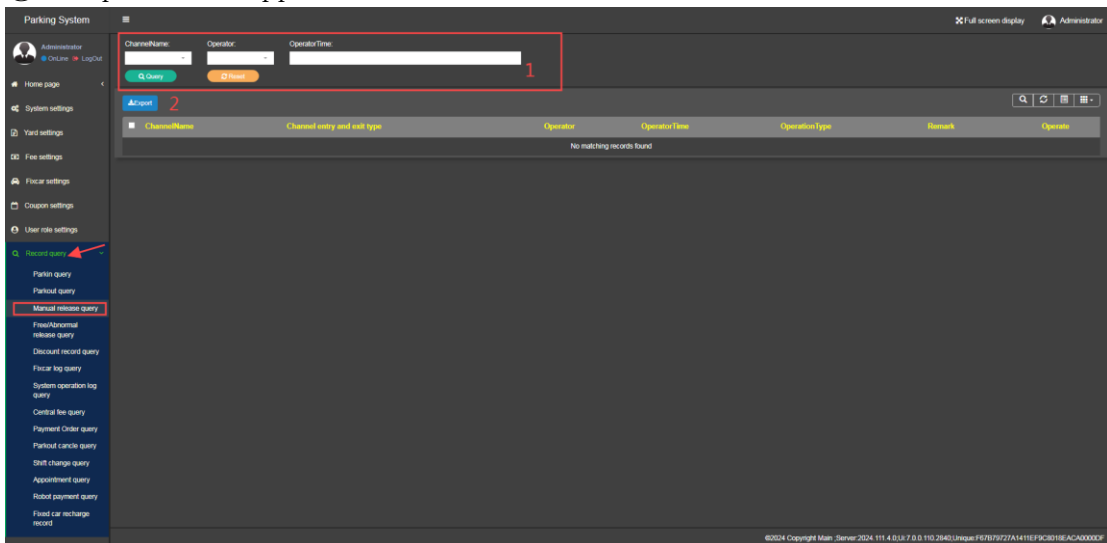 Parking System
Full screen display
Administrator
Administrator
OnLine LogOut
ChannelName:
Operator:
OperatorTime:
Query
Reset
1
Export
2
ChannelName
Channel entry and exit type
Operator
OperatorTime
OperationType
Remark
Operate
No matching records found
Home page
System settings
Yard settings
Fee settings
Fixcar settings
Coupon settings
User role settings
Record query
Parkin query
Parkout query
Manual release query
Free/Abnormal
release query
Discount record query
Fixcar log query
System operation log
query
Central fee query
Payment Order query
Parkout cancle query
Shift change query
Appointment query
Robot payment query
Fixed car recharge
record
©2024 Copyright Main ;Server:2024.111.4.0;UI:7.0.0.110.2640;Unique:F67B79727A1411EF9C8018EACA0000DF